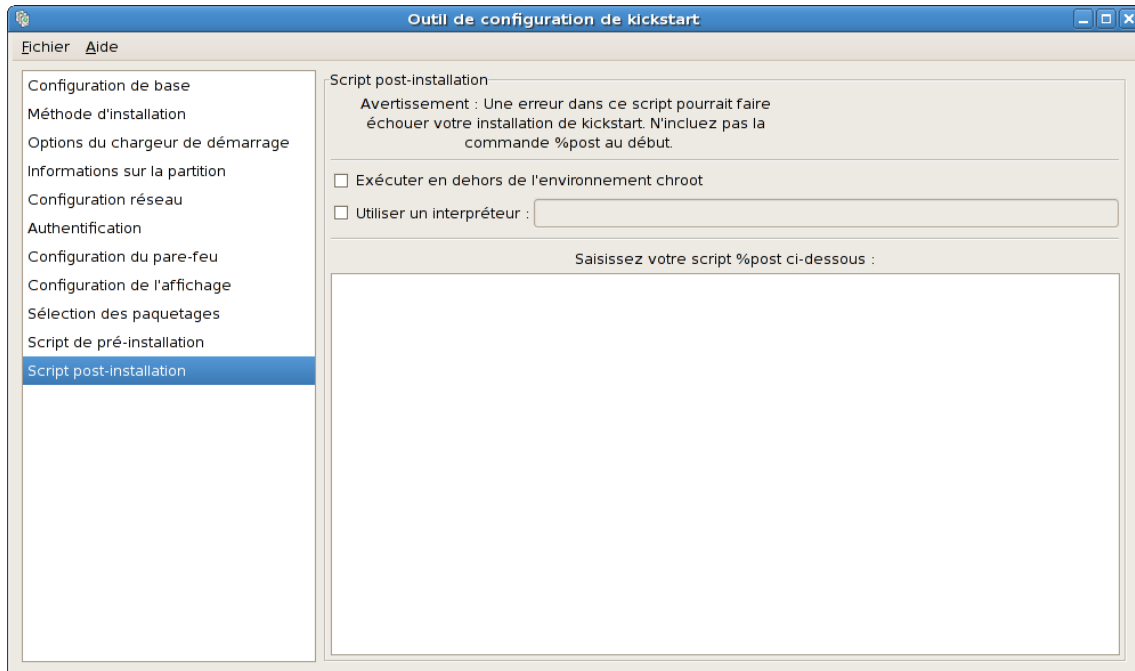 Outil de configuration de kickstart
Fichier Aide
Configuration de base
Méthode d'installation
Options du chargeur de démarrage
Informations sur la partition
Configuration réseau
Authentification
Configuration du pare-feu
Configuration de l'affichage
Sélection des paquetages
Script de pré-installation
Script post-installation
Script post-installation
Avertissement : Une erreur dans ce script pourrait faire
échouer votre installation de kickstart. N'incluez pas la
commande %post au début.
Exécuter en dehors de l'environnement chroot
Utiliser un interpréteur :
Saisissez votre script %post ci-dessous :